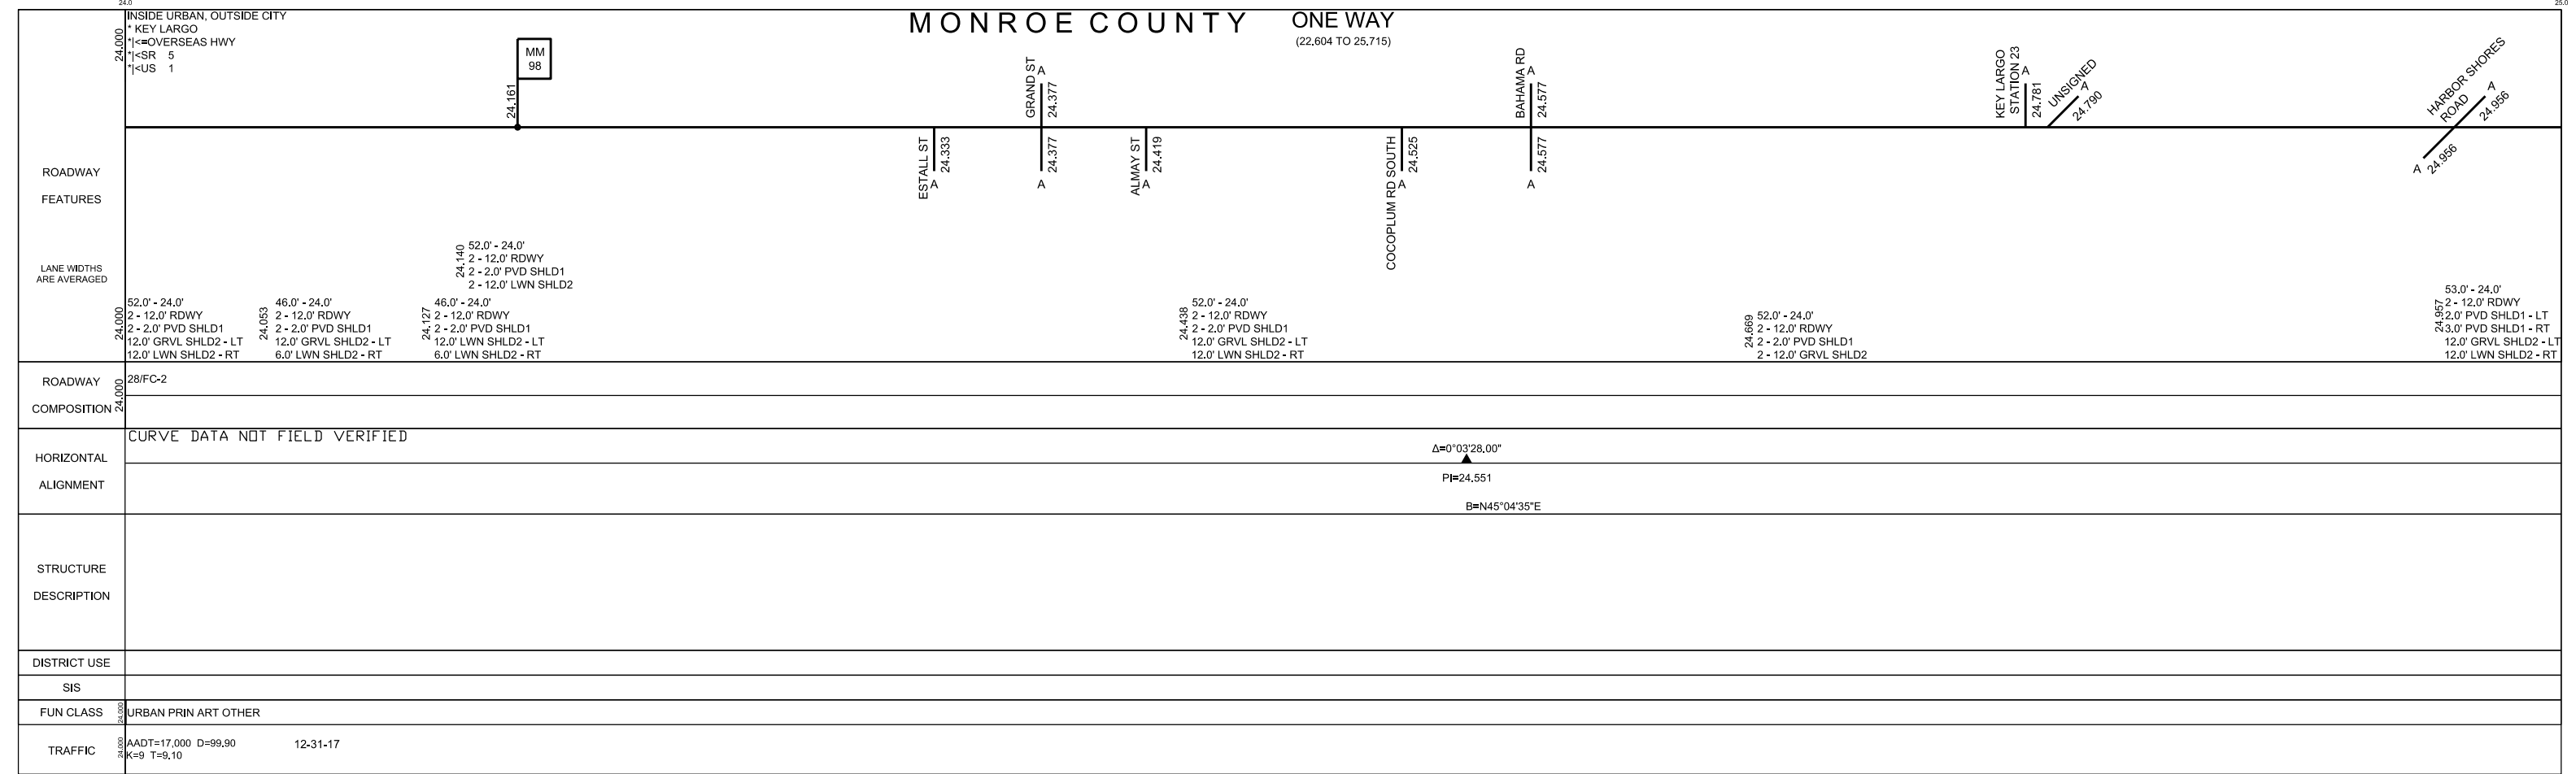 24.0
25.0
MONROE COUNTY
ONE WAY
(22.604 TO 25.715)
24.000
INSIDE URBAN, OUTSIDE CITY
* KEY LARGO
*|<=OVERSEAS HWY
*|<SR 5
*|<US 1
MM
98
24.161
ESTALL ST
24.333
A
GRAND ST
A
24.377
24.377
A
ALMAY ST
24.419
A
COCOPLUM RD SOUTH
24.525
A
BAHAMA RD
A
24.577
24.577
A
KEY LARGO
STATION 23
A
24.781
UNSIGNED
A
24.790
HARBOR SHORES
ROAD
A
24.956
A
24.956
ROADWAY
FEATURES
LANE WIDTHS
ARE AVERAGED
24.000
52.0' - 24.0'
2 - 12.0' RDWY
2 - 2.0' PVD SHLD1
12.0' GRVL SHLD2 - LT
12.0' LWN SHLD2 - RT
24.053
46.0' - 24.0'
2 - 12.0' RDWY
2 - 2.0' PVD SHLD1
12.0' GRVL SHLD2 - LT
6.0' LWN SHLD2 - RT
24.127
46.0' - 24.0'
2 - 12.0' RDWY
2 - 2.0' PVD SHLD1
12.0' LWN SHLD2 - LT
6.0' LWN SHLD2 - RT
24.140
52.0' - 24.0'
2 - 12.0' RDWY
2 - 2.0' PVD SHLD1
2 - 12.0' LWN SHLD2
24.438
52.0' - 24.0'
2 - 12.0' RDWY
2 - 2.0' PVD SHLD1
12.0' GRVL SHLD2 - LT
12.0' LWN SHLD2 - RT
24.669
52.0' - 24.0'
2 - 12.0' RDWY
2 - 2.0' PVD SHLD1
2 - 12.0' GRVL SHLD2
24.957
53.0' - 24.0'
2 - 12.0' RDWY
2.0' PVD SHLD1 - LT
3.0' PVD SHLD1 - RT
12.0' GRVL SHLD2 - LT
12.0' LWN SHLD2 - RT
ROADWAY
COMPOSITION
24.000
28/FC-2
HORIZONTAL
ALIGNMENT
CURVE DATA NOT FIELD VERIFIED
Δ=0°03'28.00"
PI=24.551
B=N45°04'35"E
STRUCTURE
DESCRIPTION
DISTRICT USE
SIS
FUN CLASS
24.000
URBAN PRIN ART OTHER
TRAFFIC
24.000
AADT=17,000 D=99.90 12-31-17
K=9 T=9.10